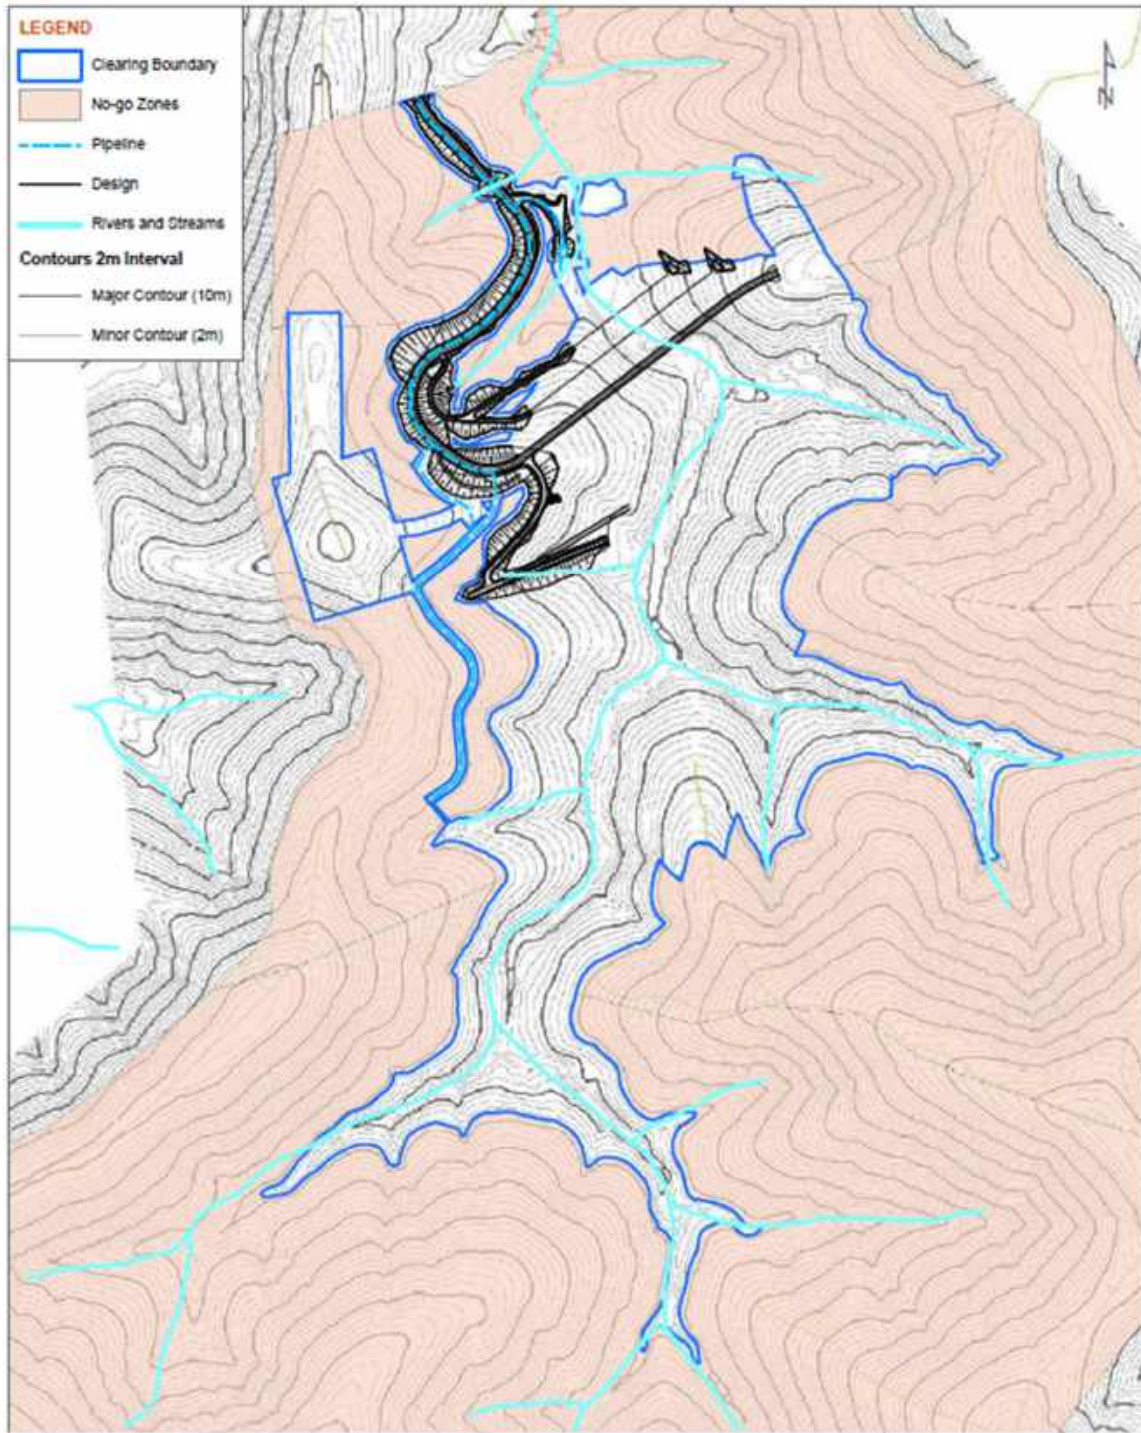 LEGEND
Clearing Boundary
No-go Zones
Pipeline
Design
Rivers and Streams
Contours 2m Interval
Major Contour (10m)
Minor Contour (2m)
N